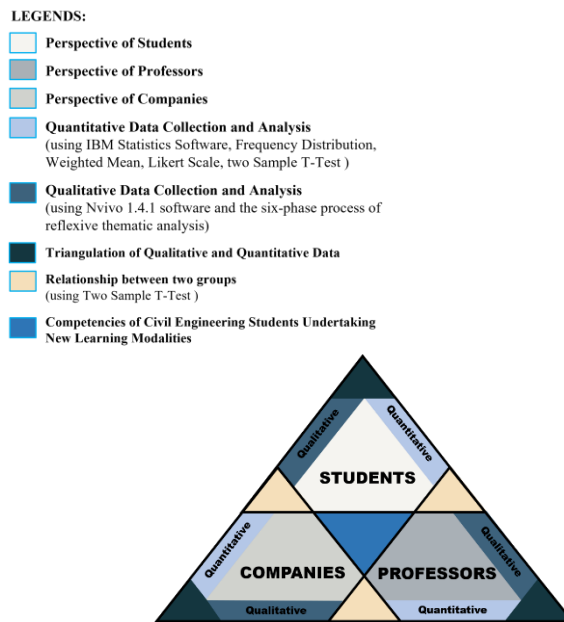 LEGENDS:
Perspective of Students
Perspective of Professors
Perspective of Companies
Quantitative Data Collection and Analysis
(using IBM Statistics Software, Frequency Distribution,
Weighted Mean, Likert Scale, two Sample T-Test )
Qualitative Data Collection and Analysis
(using Nvivo 1.4.1 software and the six-phase process of
reflexive thematic analysis)
Triangulation of Qualitative and Quantitative Data
Relationship between two groups
(using Two Sample T-Test )
Competencies of Civil Engineering Students Undertaking
New Learning Modalities
Qualitative
Quantitative
STUDENTS
Quantitative
COMPANIES
Qualitative
PROFESSORS
Qualitative
Quantitative